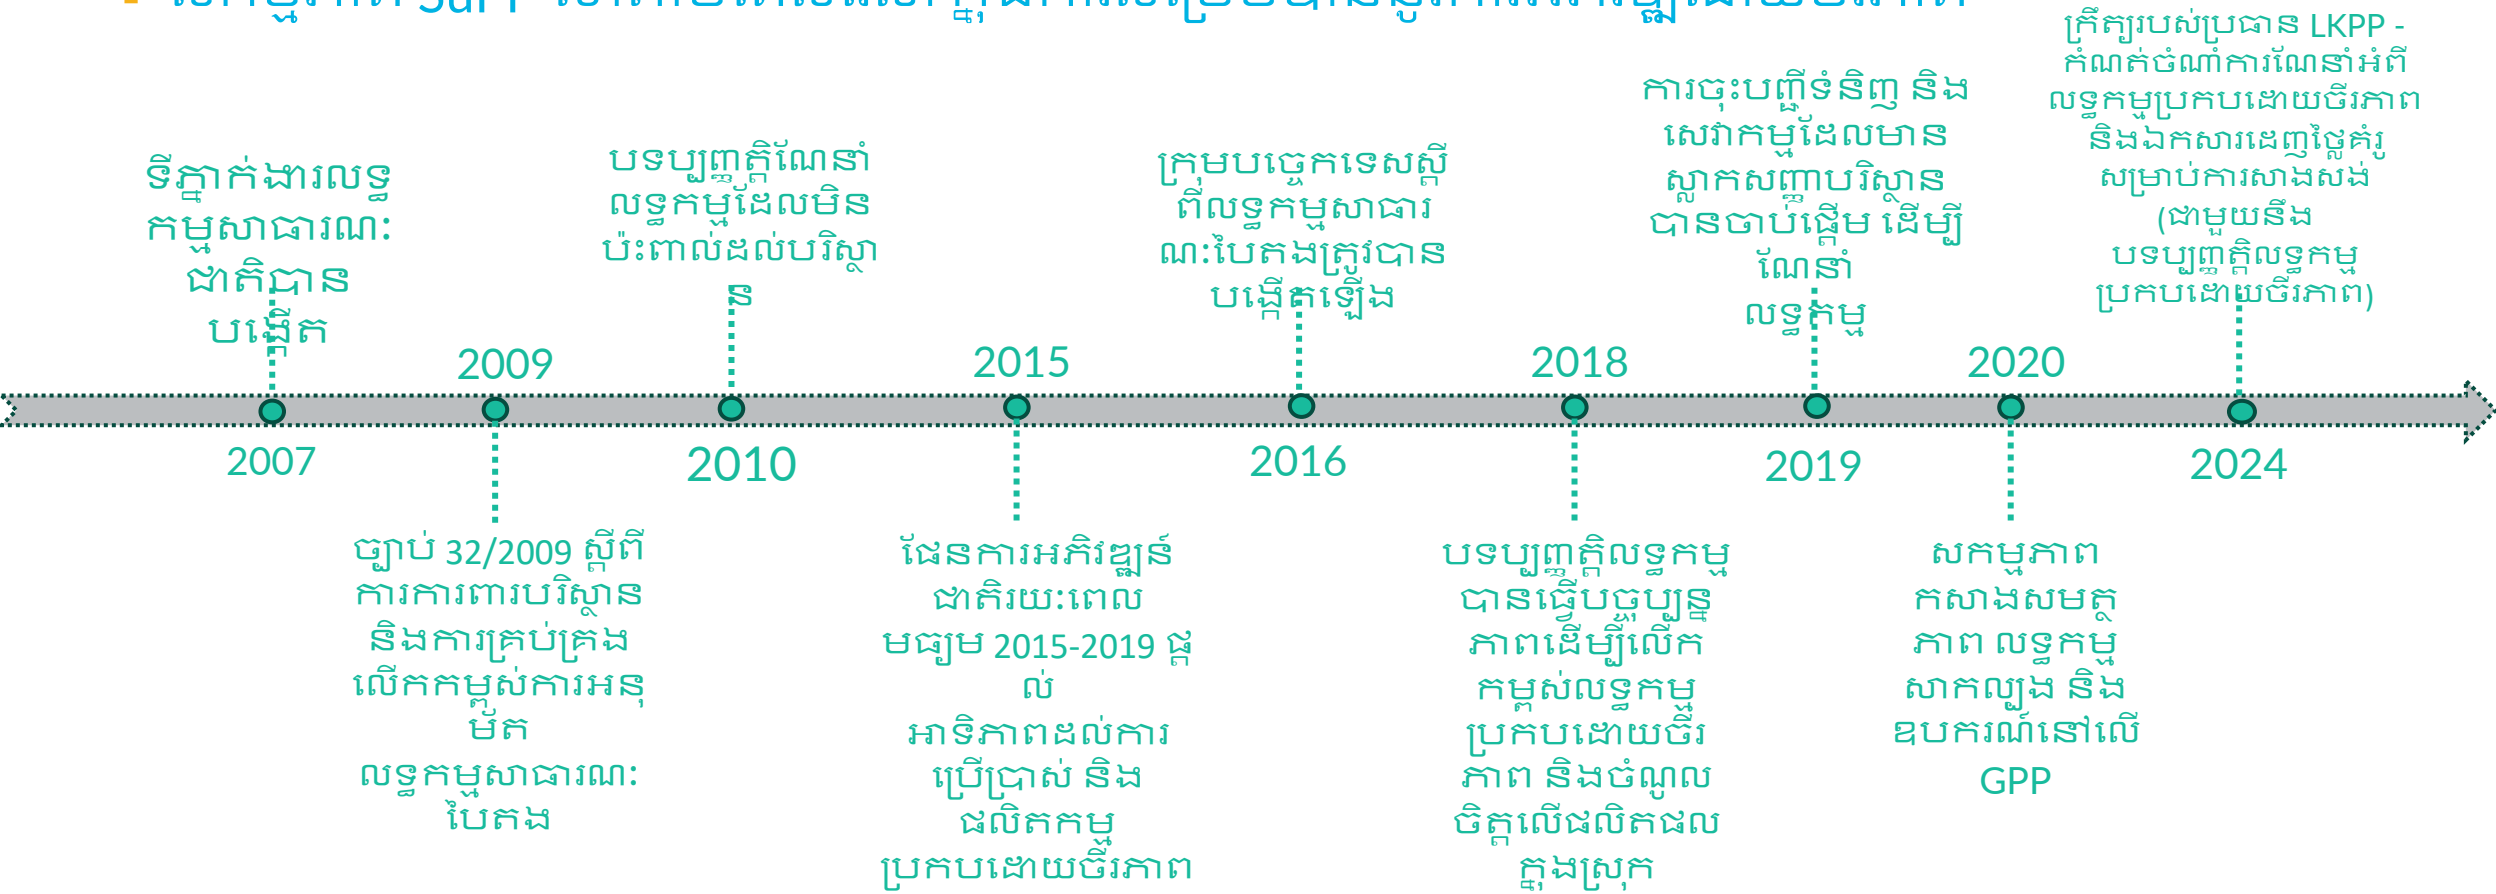 ទីភ្នាក់ងារលទ្ធ
កម្មសាធារណៈ
ជាតិបាន
បង្កើត
2007
2009
ច្បាប់ 32/2009 ស្តីពី
ការការពារបរិស្ថាន
និងការគ្រប់គ្រង
លើកកម្ពស់ការអនុ
ម័ត
លទ្ធកម្មសាធារណៈ
បៃតង
បទប្បញ្ញត្តិណែនាំ
លទ្ធកម្មដែលមិន
ប៉ះពាល់ដល់បរិស្ថា
ន
2010
2015
ផែនការអភិវឌ្ឍន៍
ជាតិរយៈពេល
មធ្យម 2015-2019 ផ្ត
ល់
អាទិភាពដល់ការ
ប្រើប្រាស់ និង
ផលិតកម្ម
ប្រកបដោយចីរភាព
ក្រុមបច្ចេកទេសស្តី
ពីលទ្ធកម្មសាធារ
ណៈបៃតងត្រូវបាន
បង្កើតឡើង
2016
2018
បទប្បញ្ញត្តិលទ្ធកម្ម
បានធ្វើបច្ចុប្បន្ន
ភាពដើម្បីលើក
កម្ពស់លទ្ធកម្ម
ប្រកបដោយចីរ
ភាព និងចំណូល
ចិត្តលើផលិតផល
ក្នុងស្រុក
ការចុះបញ្ជីទំនិញ និង
សេវាកម្មដែលមាន
ស្លាកសញ្ញាបរិស្ថាន
បានចាប់ផ្តើម ដើម្បី
ណែនាំ
លទ្ធកម្ម
2019
2020
សកម្មភាព
កសាងសមត្ថ
ភាព លទ្ធកម្ម
សាកល្បង និង
ឧបករណ៍នៅលើ
GPP
ក្រឹត្យរបស់ប្រធាន LKPP -
កំណត់ចំណាំការណែនាំអំពី
លទ្ធកម្មប្រកបដោយចីរភាព
និងឯកសារដេញថ្លៃគំរូ
សម្រាប់ការសាងសង់
(ជាមួយនឹង
បទប្បញ្ញត្តិលទ្ធកម្ម
ប្រកបដោយចីរភាព)
2024